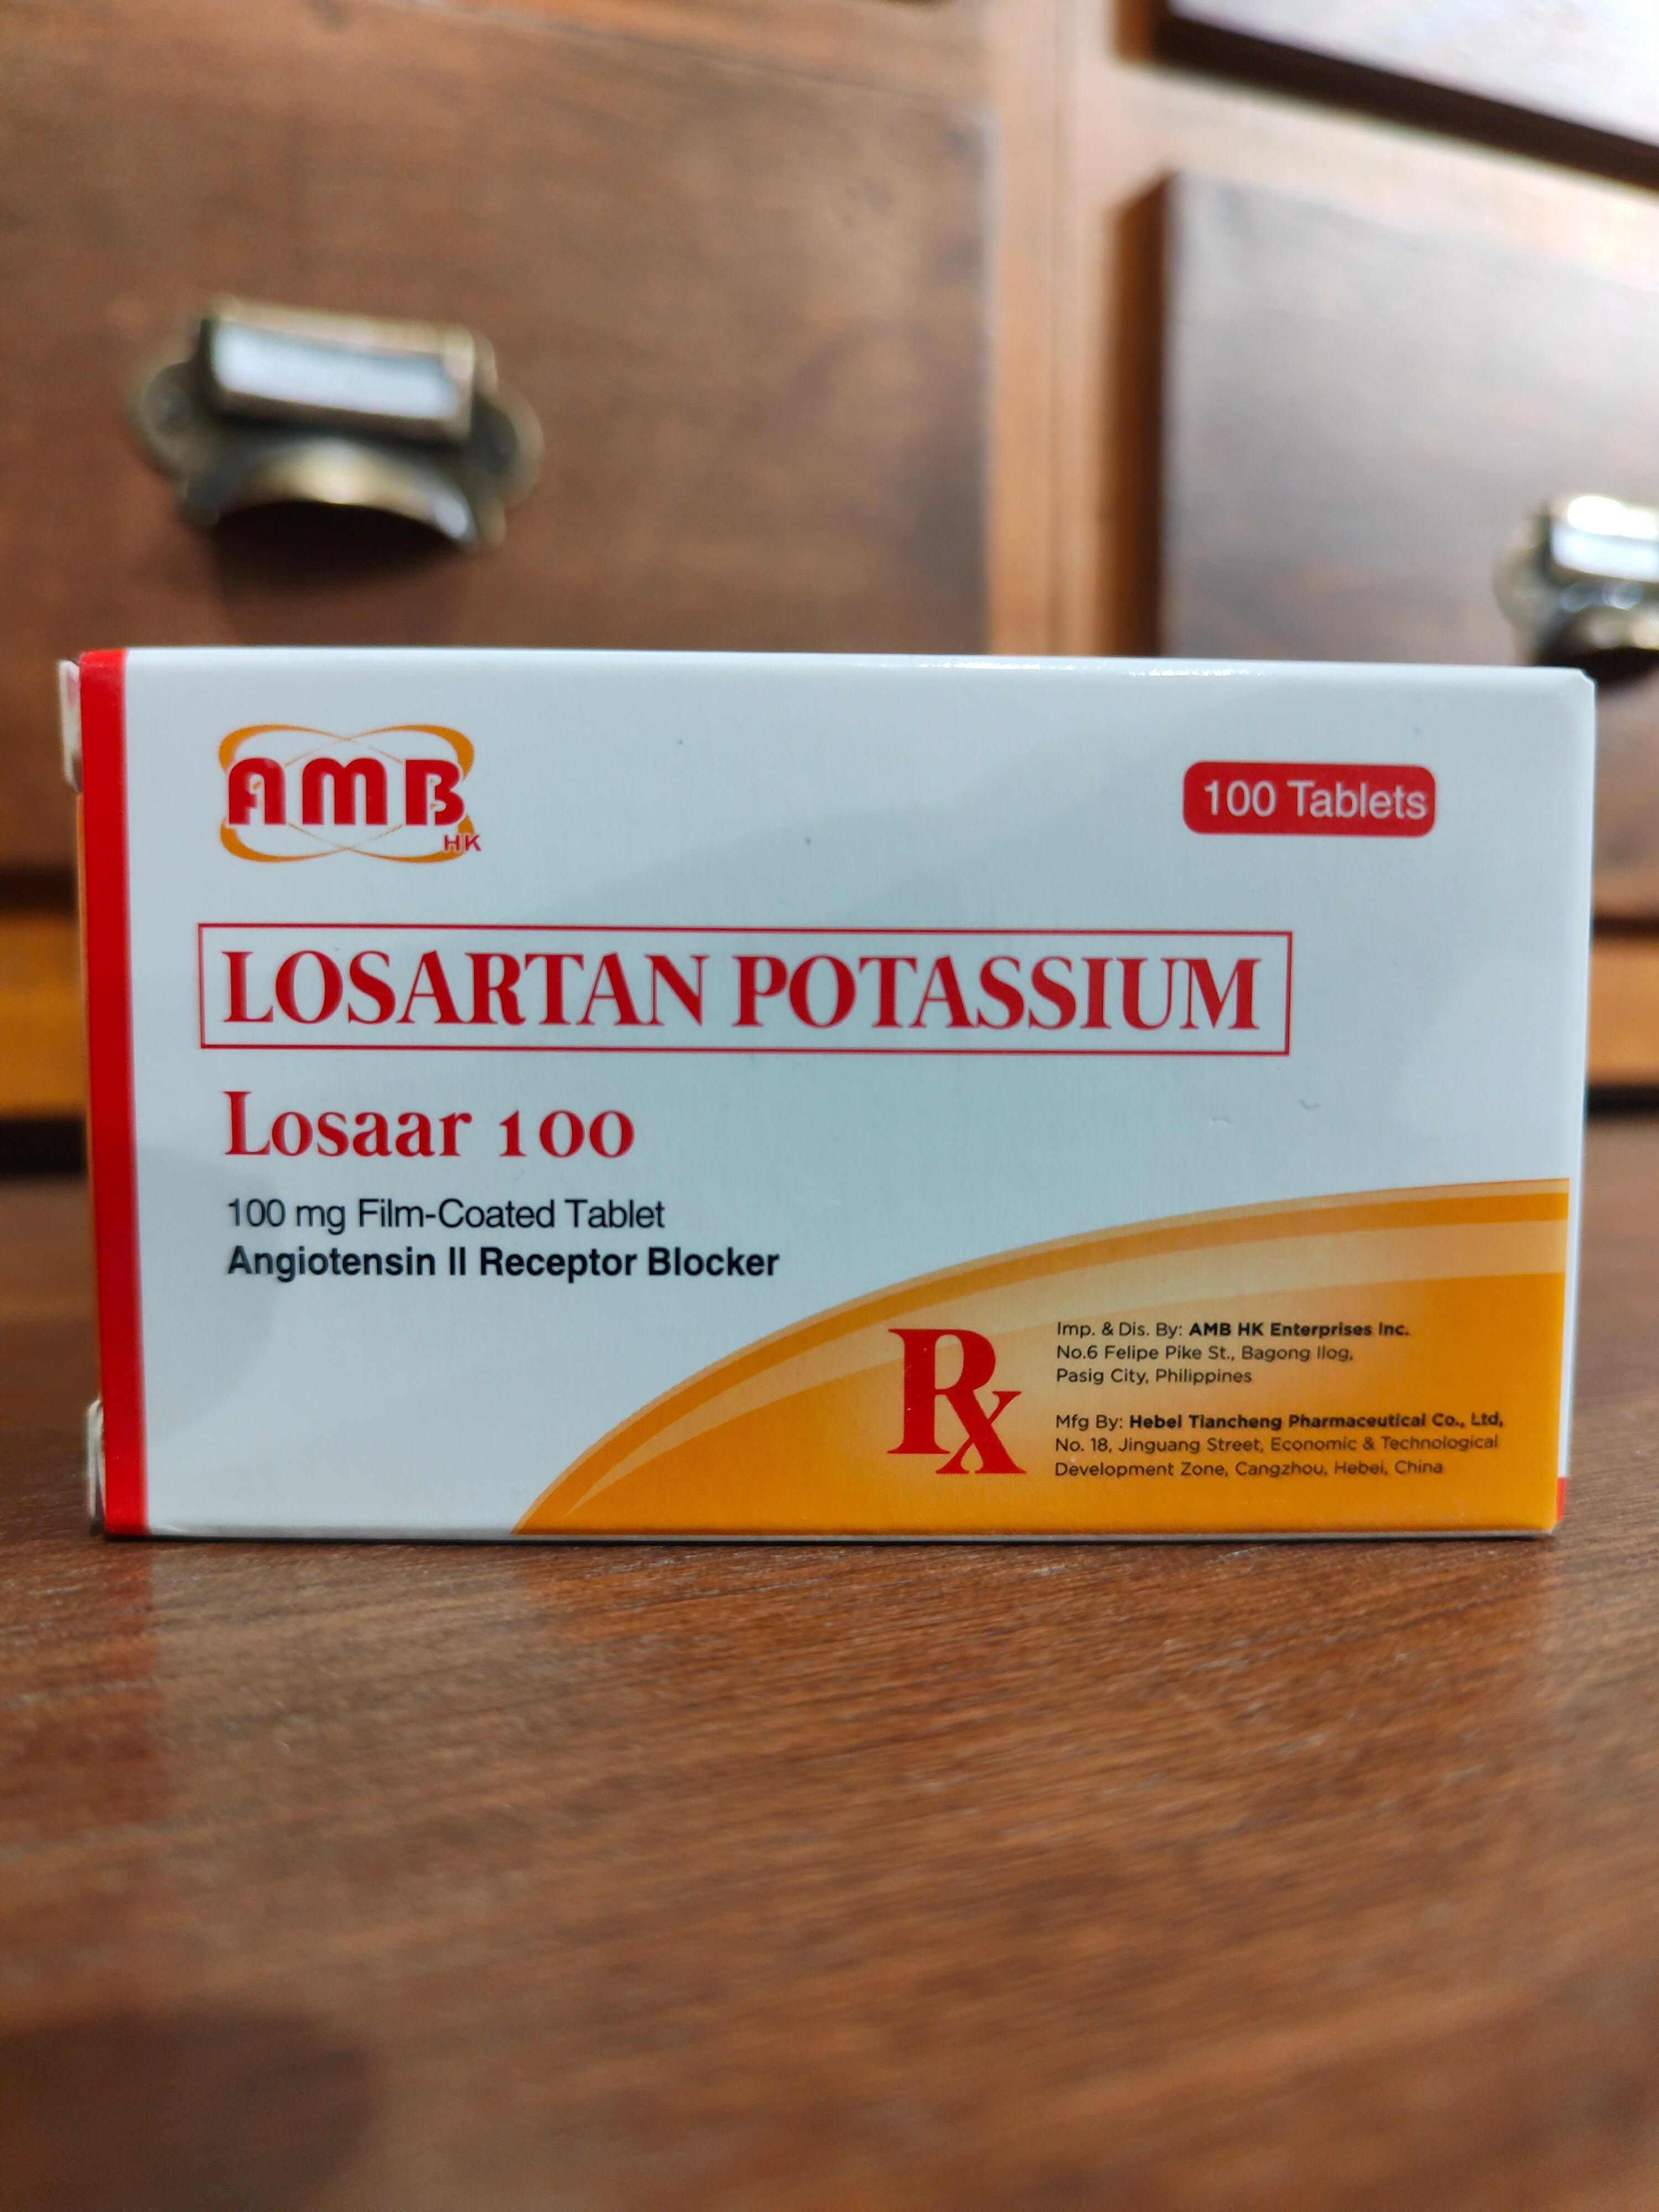 AMB
HK
100 Tablets
LOSARTAN POTASSIUM
Losaar 100
100 mg Film-Coated Tablet
Angiotensin II Receptor Blocker
Rx
Imp. & Dis. By: AMB HK Enterprises Inc.
No.6 Felipe Pike St., Bagong Ilog,
Pasig City, Philippines
Mfg By: Hebei Tiancheng Pharmaceutical Co., Ltd,
No. 18, Jinguang Street, Economic & Technological
Development Zone, Cangzhou, Hebei, China